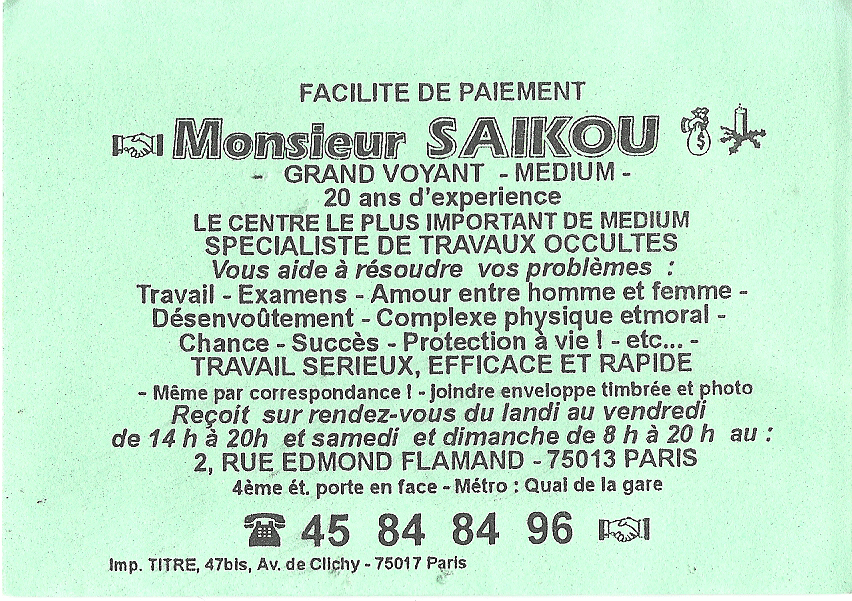 FACILITE DE PAIEMENT
Monsieur SAIKOU
- GRAND VOYANT - MEDIUM -
20 ans d'experience
LE CENTRE LE PLUS IMPORTANT DE MEDIUM
SPECIALISTE DE TRAVAUX OCCULTES
Vous aide à résoudre vos problèmes :
Travail - Examens - Amour entre homme et femme -
Désenvoûtement - Complexe physique etmoral -
Chance - Succès - Protection à vie ! - etc... -
TRAVAIL SERIEUX, EFFICACE ET RAPIDE
- Même par correspondance ! - joindre enveloppe timbrée et photo
Reçoit sur rendez-vous du landi au vendredi
de 14 h à 20h et samedi et dimanche de 8 h à 20 h au :
2, RUE EDMOND FLAMAND - 75013 PARIS
4ème ét. porte en face - Métro : Quai de la gare
45 84 84 96
Imp. TITRE, 47bis, Av. de Clichy - 75017 Paris